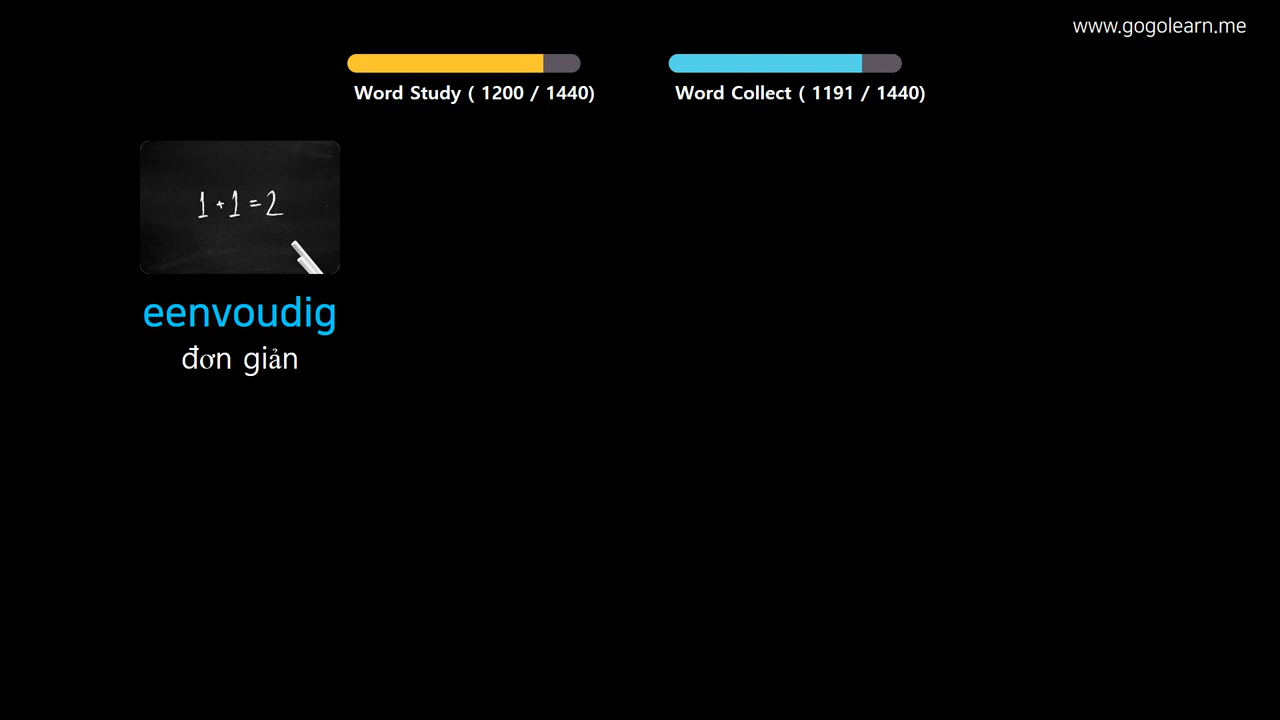 www.gogolearn.me
Word Study ( 1200 / 1440)
Word Collect ( 1191 / 1440)
1 + 1 = 2
eenvoudig
đơn giản